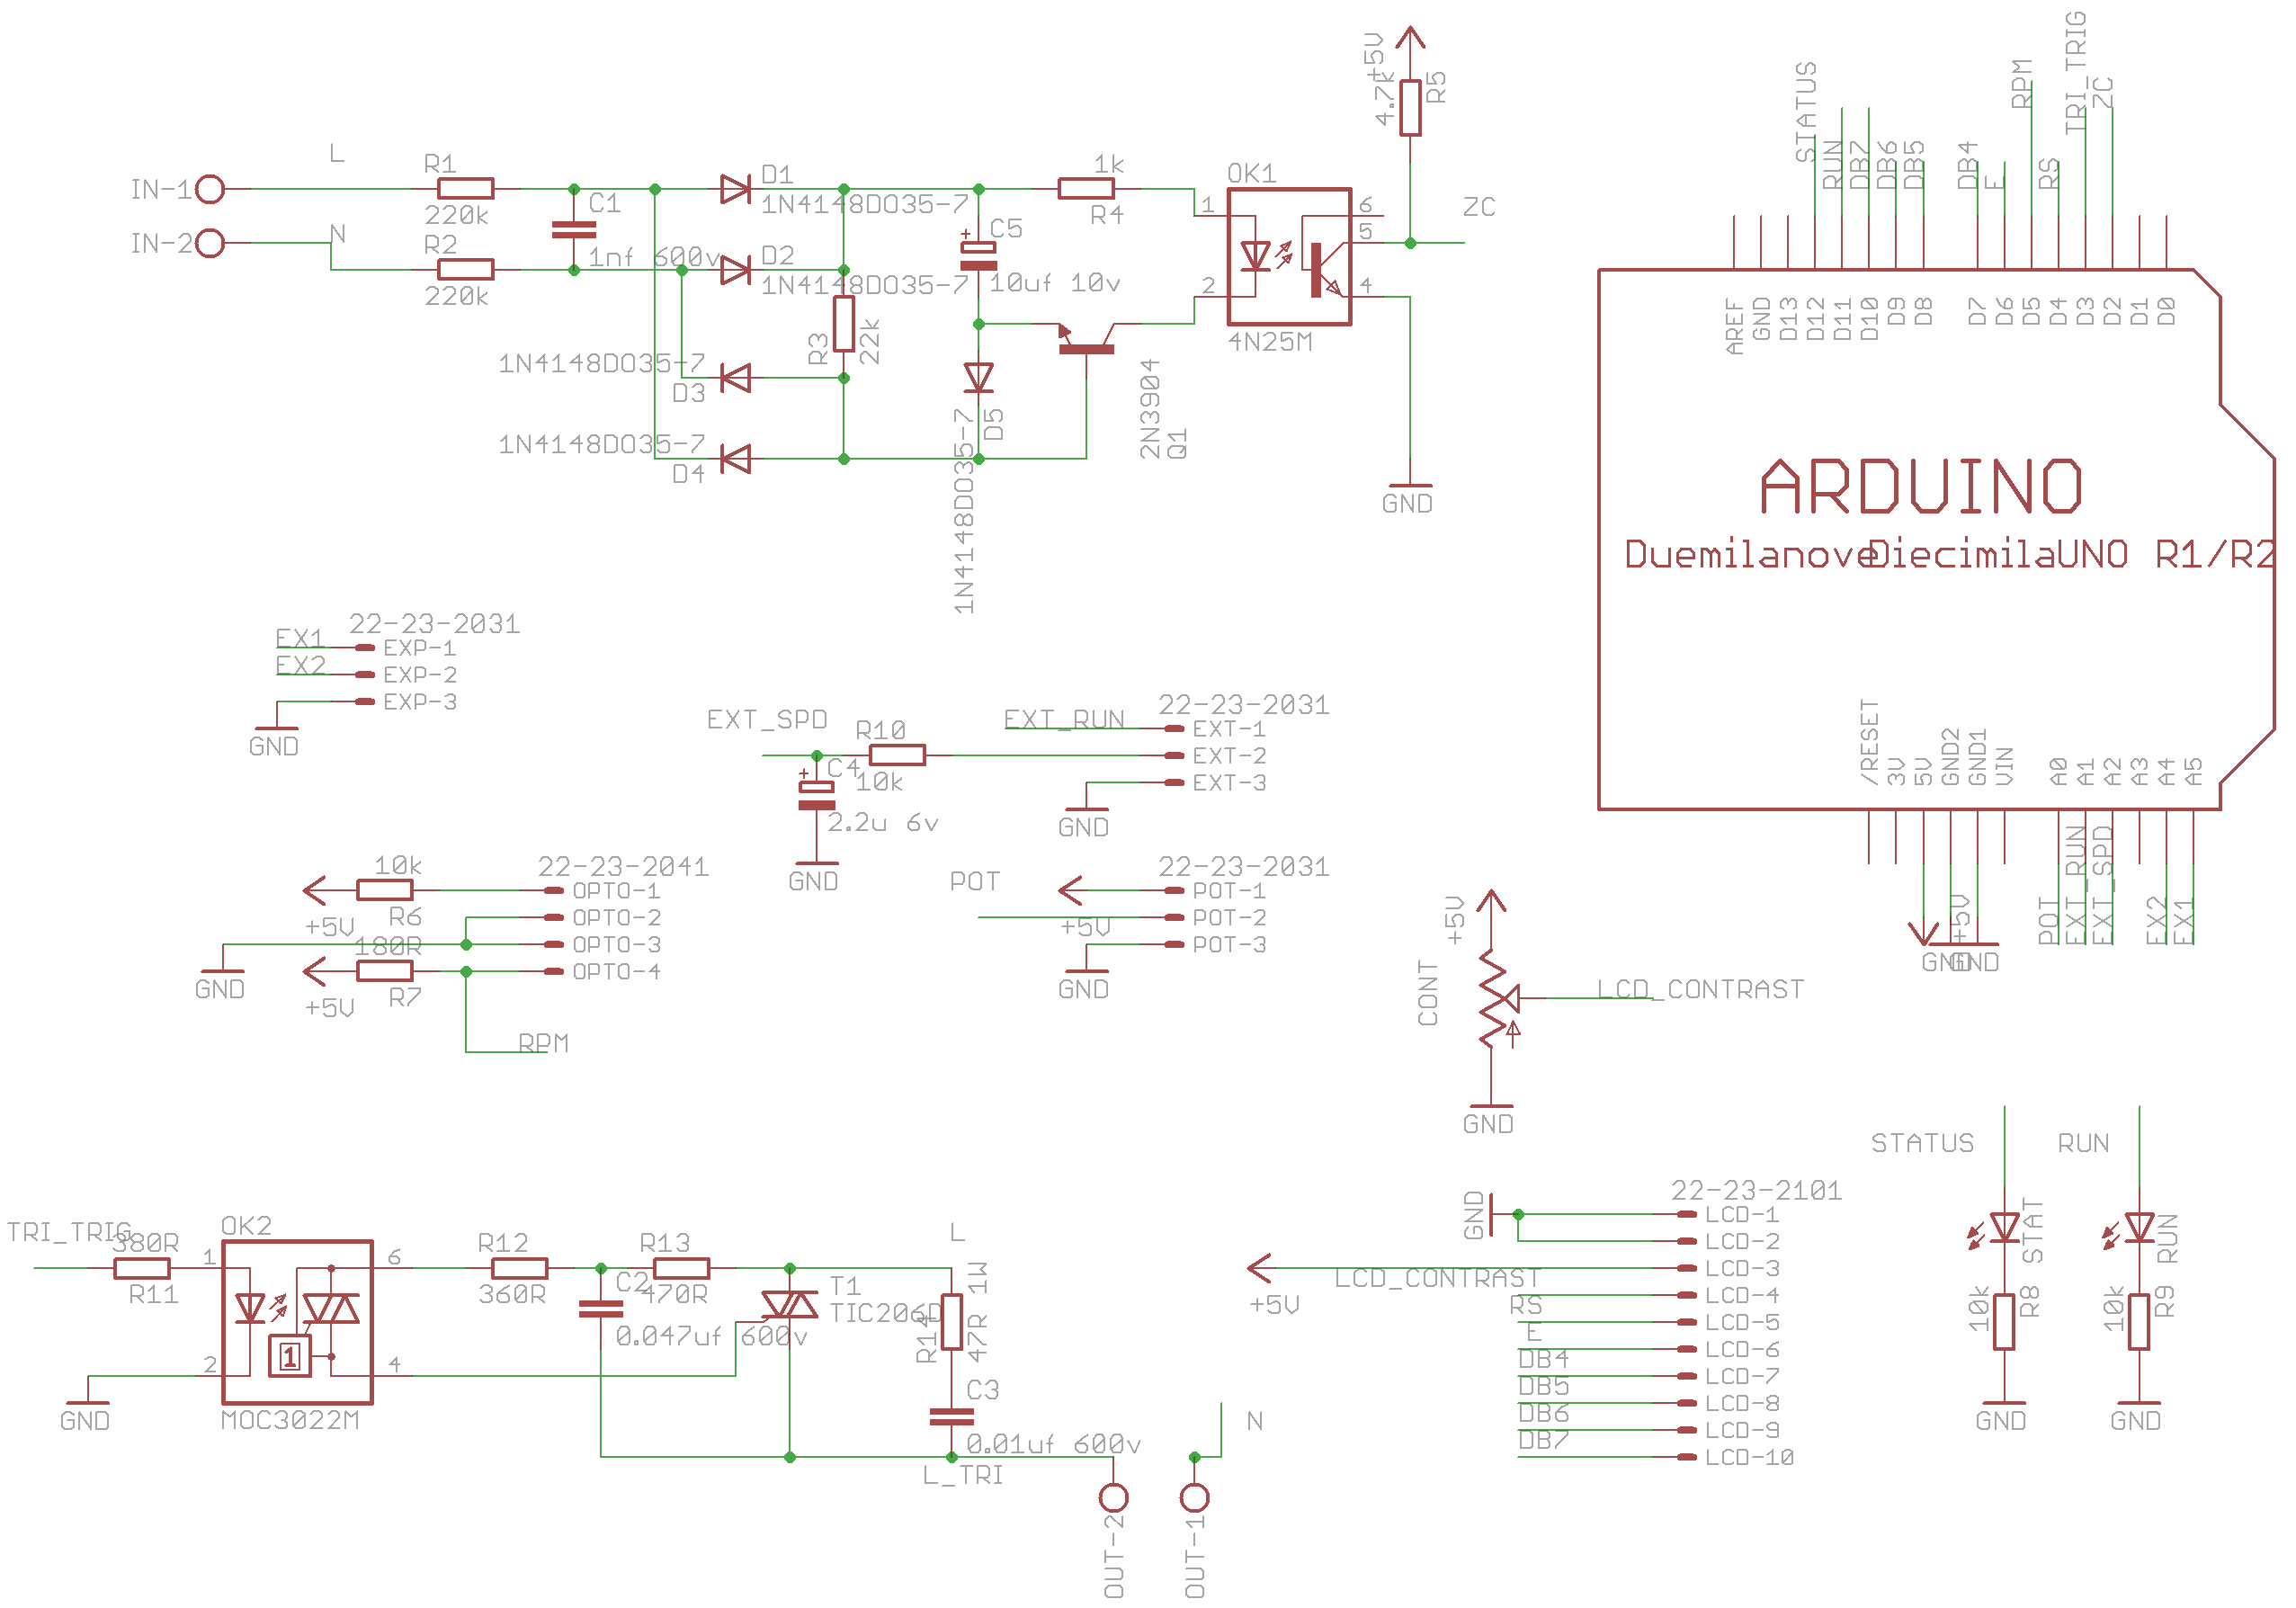 +5V
4.7k
R5
STATUS
RUN
DB7
DB6
DB5
DB4
E
RPM
RS
TRI_TRIG
ZC
L
IN-1
R1
220k
N
IN-2
R2
220k
C1
1nf 600v
D1
1N4148DO35-7
D2
1N4148DO35-7
R3
22k
1N4148DO35-7
D3
1N4148DO35-7
D4
C5
+
10uf 10v
1N4148DO35-7
D5
1k
R4
2N3904
Q1
OK1
1
2
6
5
4
4N25M
ZC
GND
AREF
GND
D13
D12
D11
D10
D9
D8
D7
D6
D5
D4
D3
D2
D1
D0
ARDUINO
Duemilanove
Diecimila
UNO R1/R2
/RESET
3V
5V
GND2
GND1
VIN
A0
A1
A2
A3
A4
A5
+5V
GND
GND
POT
EXT_RUN
EXT_SPD
EX2
EX1
22-23-2031
EX1
EXP-1
EX2
EXP-2
EXP-3
GND
EXT_SPD
R10
10k
C4
+
2.2u 6v
GND
EXT_RUN
22-23-2031
EXT-1
EXT-2
EXT-3
GND
10k
R6
+5V
180R
R7
+5V
GND
22-23-2041
OPTO-1
OPTO-2
OPTO-3
OPTO-4
RPM
POT
22-23-2031
POT-1
+5V
POT-2
POT-3
GND
+5V
CONT
LCD_CONTRAST
GND
TRI_TRIG
380R
R11
OK2
1
2
6
4
1
MOC3022M
GND
R12
360R
C2
0.047uf 600v
R13
470R
T1
TIC206D
L
R14
47R 1W
C3
0.01uf 600v
L_TRI
N
OUT-2
OUT-1
GND
+5V
LCD_CONTRAST
RS
E
DB4
DB5
DB6
DB7
22-23-2101
LCD-1
LCD-2
LCD-3
LCD-4
LCD-5
LCD-6
LCD-7
LCD-8
LCD-9
LCD-10
STATUS
STAT
10k
R8
GND
RUN
RUN
10k
R9
GND